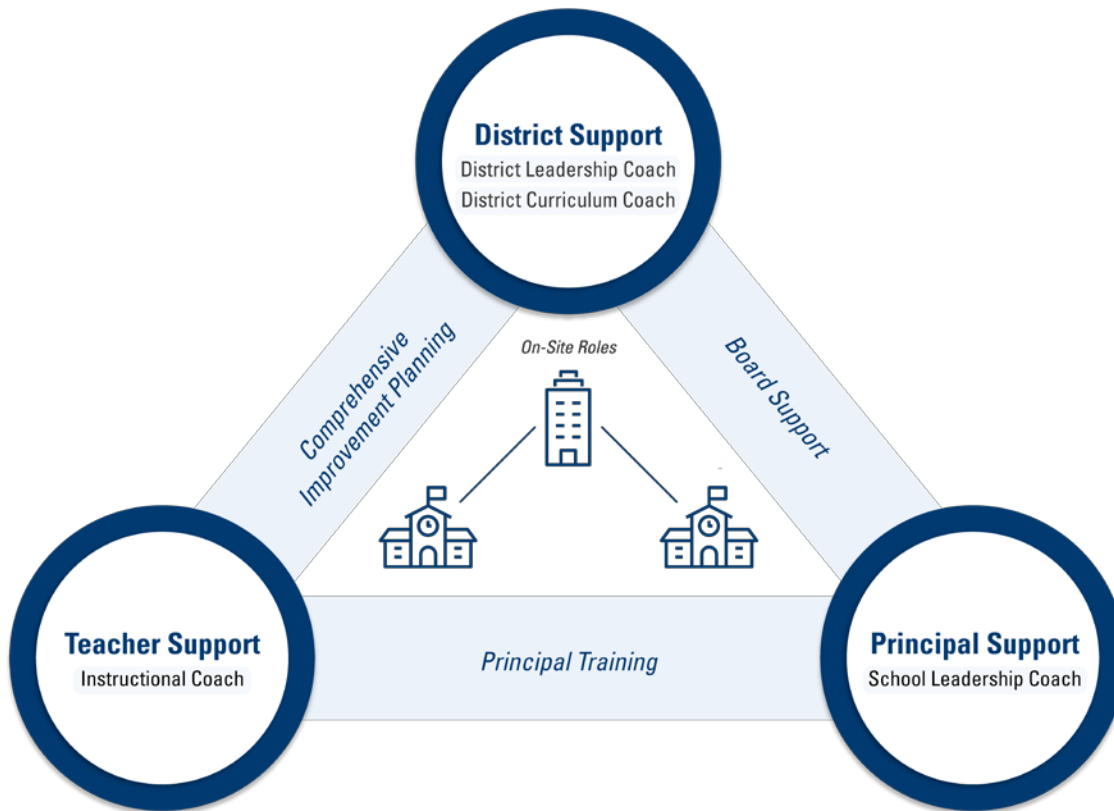 District Support
District Leadership Coach
District Curriculum Coach
Comprehensive
Improvement Planning
On-Site Roles
Board Support
Teacher Support
Instructional Coach
Principal Training
Principal Support
School Leadership Coach